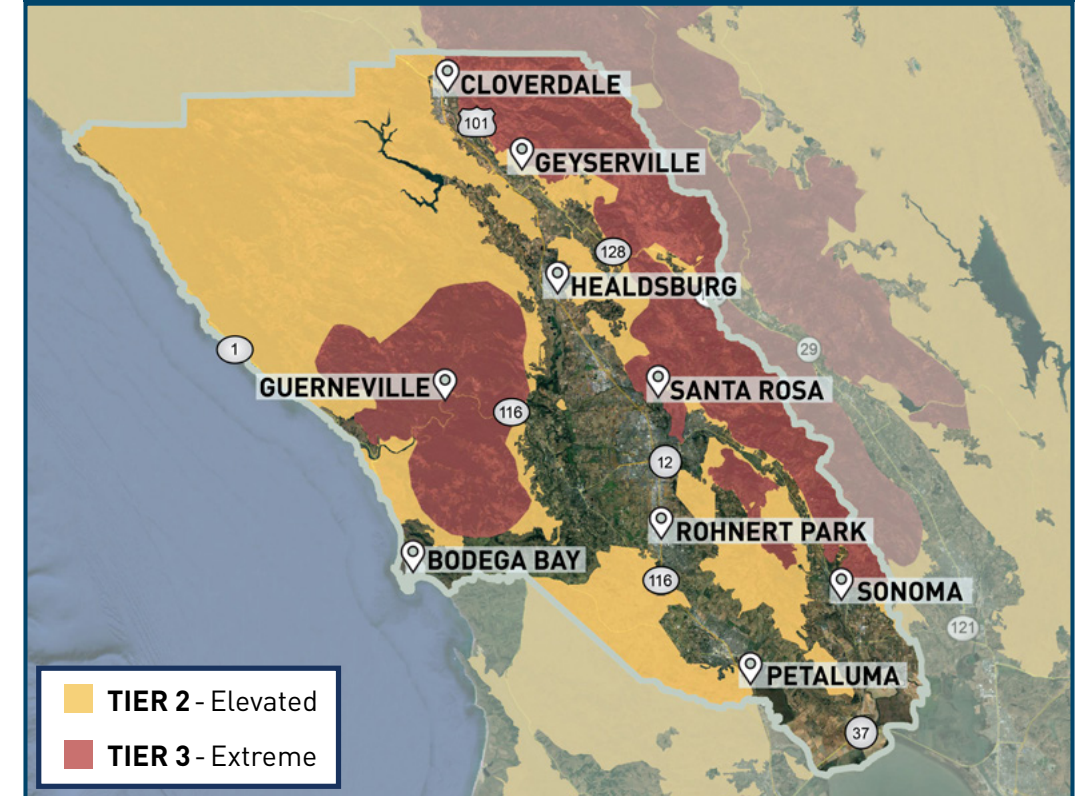 CLOVERDALE
101
GEYSERVILLE
128
HEALDSBURG
1
29
GUERNEVILLE
SANTA ROSA
116
12
ROHNERT PARK
BODEGA BAY
116
SONOMA
121
PETALUMA
37
TIER 2 - Elevated
TIER 3 - Extreme